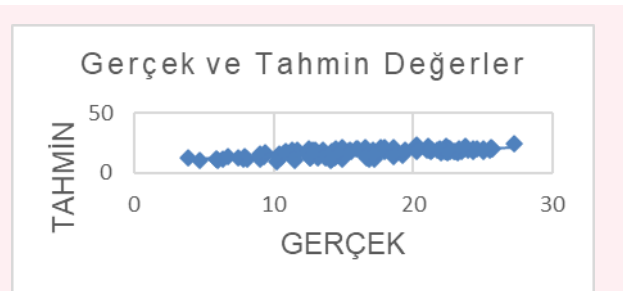 Gerçek ve Tahmin Değerler
TAHMİN
50
0
0 10 20 30
GERÇEK